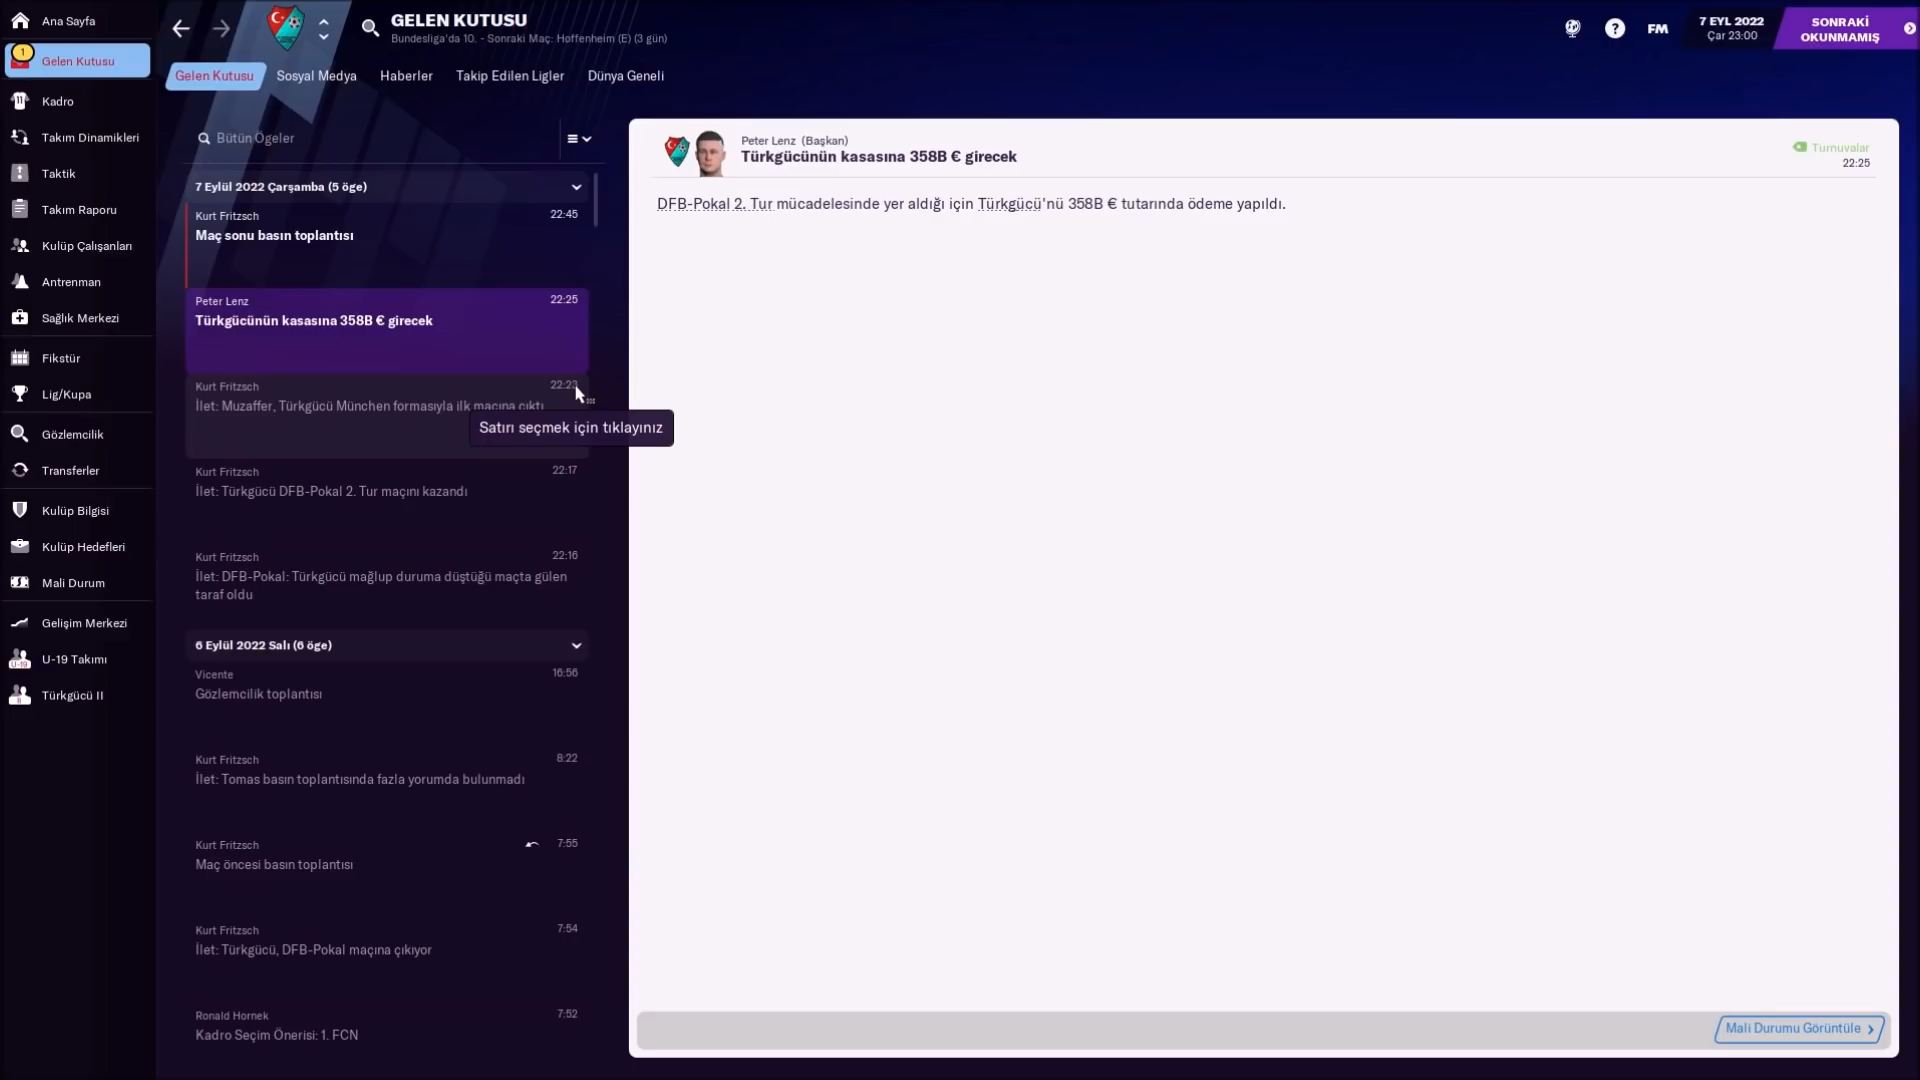 Ana Sayfa
1
Gelen Kutusu
Kadro
Takım Dinamikleri
Taktik
Takım Raporu
Kulüp Çalışanları
Antrenman
Sağlık Merkezi
Fikstür
Lig/Kupa
Gözlemcilik
Transferler
Kulüp Bilgisi
Kulüp Hedefleri
Mali Durum
Gelişim Merkezi
U-19 Takımı
Türkgücü II
GELEN KUTUSU
Bundesliga'da 10. - Sonraki Maç: Hoffenheim (E) (3 gün)
FM
7 EYL 2022
Çar 23:00
SONRAKİ
OKUNMAMIŞ
Gelen Kutusu
Sosyal Medya
Haberler
Takip Edilen Ligler
Dünya Geneli
Bütün Ögeler
7 Eylül 2022 Çarşamba (5 öge)
Kurt Fritzsch 22:45
Maç sonu basın toplantısı
Peter Lenz 22:25
Türkgücünün kasasına 358B € girecek
Kurt Fritzsch 22:23
İlet: Muzaffer, Türkgücü München formasıyla ilk maçına çıktı
Satırı seçmek için tıklayınız
Kurt Fritzsch 22:17
İlet: Türkgücü DFB-Pokal 2. Tur maçını kazandı
Kurt Fritzsch 22:16
İlet: DFB-Pokal: Türkgücü mağlup duruma düştüğü maçta gülen
taraf oldu
6 Eylül 2022 Salı (6 öge)
Vicente 16:56
Gözlemcilik toplantısı
Kurt Fritzsch 8:22
İlet: Tomas basın toplantısında fazla yorumda bulunmadı
Kurt Fritzsch 7:55
Maç öncesi basın toplantısı
Kurt Fritzsch 7:54
İlet: Türkgücü, DFB-Pokal maçına çıkıyor
Ronald Hornek 7:52
Kadro Seçim Önerisi: 1. FCN
Peter Lenz (Başkan)
Türkgücünün kasasına 358B € girecek
Turnuvalar
22:25
DFB-Pokal 2. Tur mücadelesinde yer aldığı için Türkgücü'nü 358B € tutarında ödeme yapıldı.
Mali Durumu Görüntüle